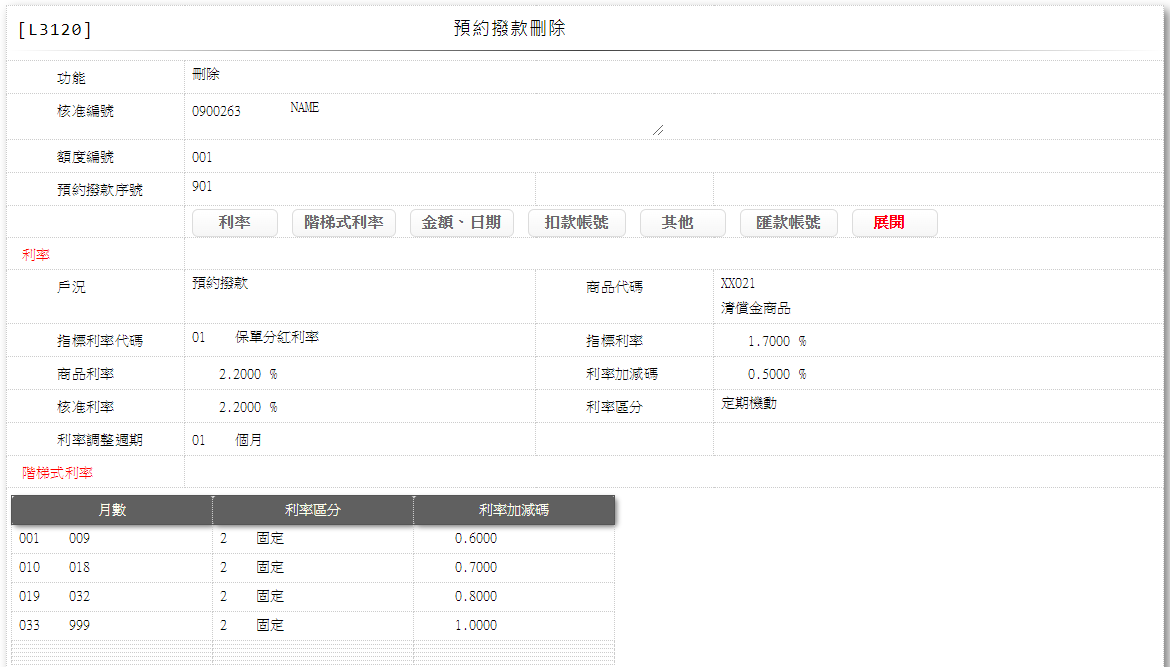 [L3120] 預約撥款刪除
功能 刪除
核准編號 0900263 NAME
額度編號 001
預約撥款序號 901
利率 階梯式利率 金額、日期 扣款帳號 其他 匯款帳號 展開
利率
戶況 預約撥款 商品代碼 XX021
清償金商品
指標利率代碼 01 保單分紅利率 指標利率 1.7000 %
商品利率 2.2000 % 利率加減碼 0.5000 %
核准利率 2.2000 % 利率區分 定期機動
利率調整週期 01 個月
階梯式利率
月數 利率區分 利率加減碼
001 009 2 固定 0.6000
010 018 2 固定 0.7000
019 032 2 固定 0.8000
033 999 2 固定 1.0000